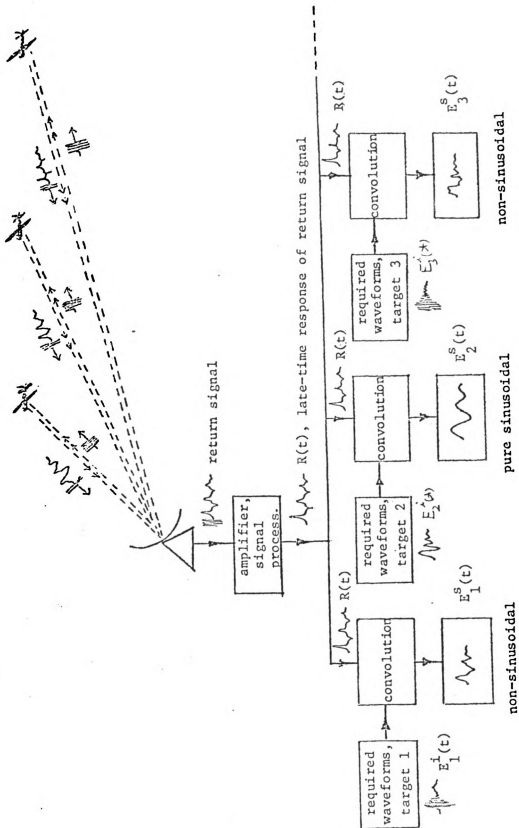 return signal
amplifier,
signal
process.
R(t), late-time response of return signal
R(t)
R(t)
R(t)
required
waveforms,
target 1
convolution
required
waveforms,
target 2
convolution
required
waveforms,
target 3
convolution
E₁ⁱ(t)
E₂ⁱ(t)
E₃ⁱ(t)
E₁ˢ(t)
E₂ˢ(t)
E₃ˢ(t)
non-sinusoidal
pure sinusoidal
non-sinusoidal